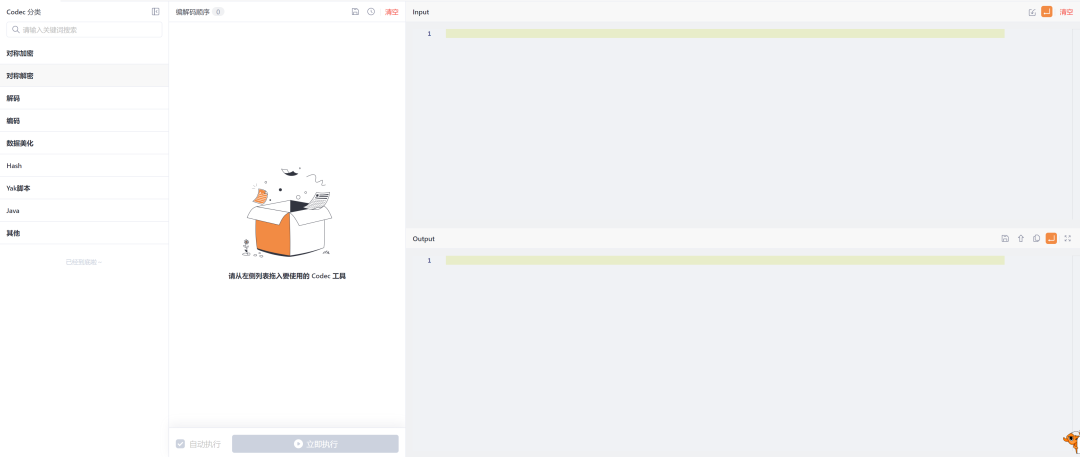 Codec 分类
请输入关键词搜索
对称加密
对称解密
解码
编码
数据美化
Hash
Yak脚本
Java
其他
已经到底啦～
编解码顺序 0
清空
请从左侧列表拖入要使用的 Codec 工具
自动执行
立即执行
Input
清空
1
Output
1